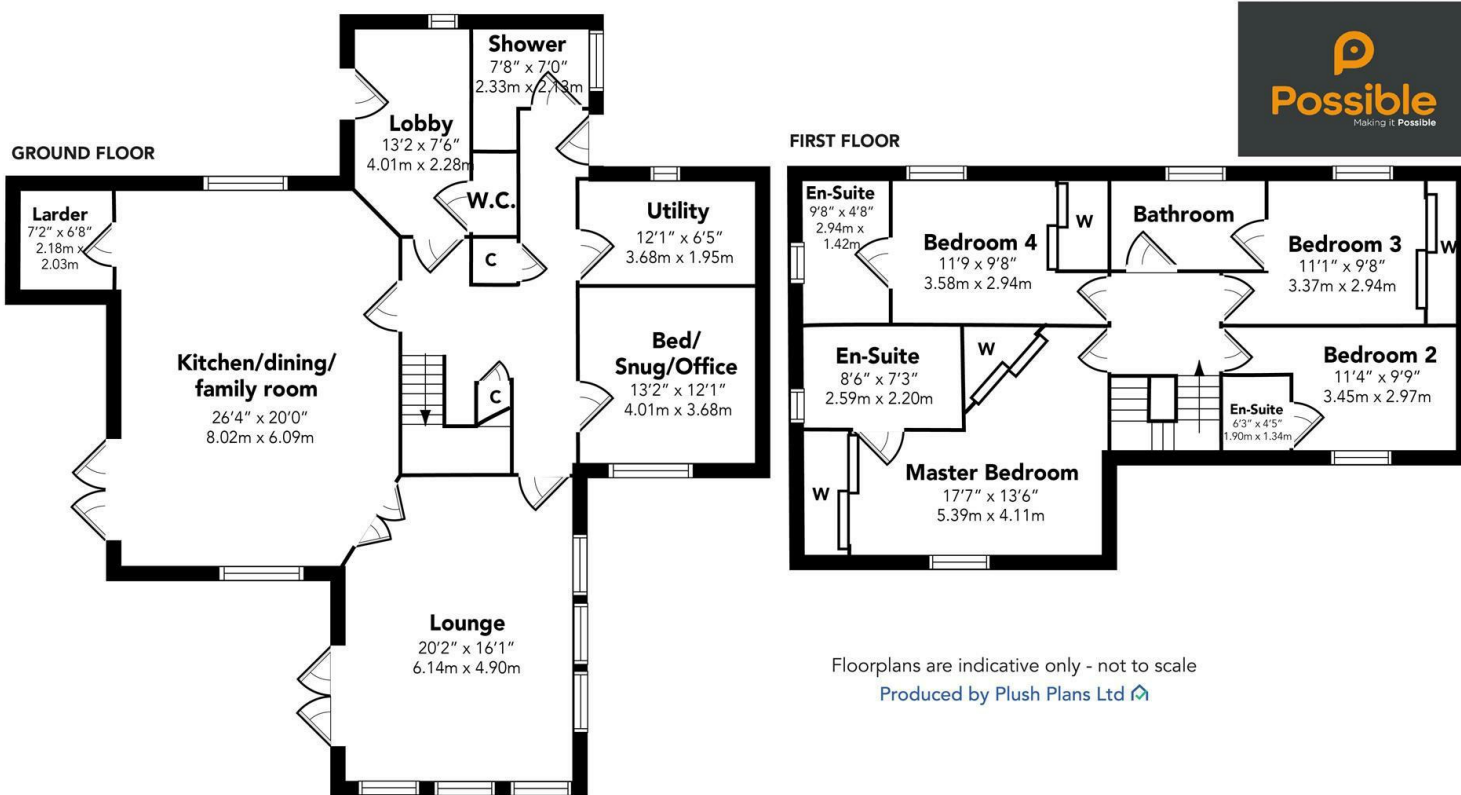 GROUND FLOOR
Shower
7'8" x 7'0"
2.33m x 2.13m
Lobby
13'2 x 7'6"
4.01m x 2.28m
W.C.
C
Larder
7'2" x 6'8"
2.18m x
2.03m
Utility
12'1" x 6'5"
3.68m x 1.95m
Kitchen/dining/
family room
26'4" x 20'0"
8.02m x 6.09m
Bed/
Snug/Office
13'2" x 12'1"
4.01m x 3.68m
C
Lounge
20'2" x 16'1"
6.14m x 4.90m
Possible
Making it Possible
FIRST FLOOR
En-Suite
9'8" x 4'8"
2.94m x
1.42m
Bedroom 4
11'9 x 9'8"
3.58m x 2.94m
W
Bathroom
Bedroom 3
11'1" x 9'8"
3.37m x 2.94m
W
En-Suite
8'6" x 7'3"
2.59m x 2.20m
W
Bedroom 2
11'4" x 9'9"
3.45m x 2.97m
En-Suite
6'3" x 4'5"
1.90m x 1.34m
W
Master Bedroom
17'7" x 13'6"
5.39m x 4.11m
Floorplans are indicative only - not to scale
Produced by Plush Plans Ltd